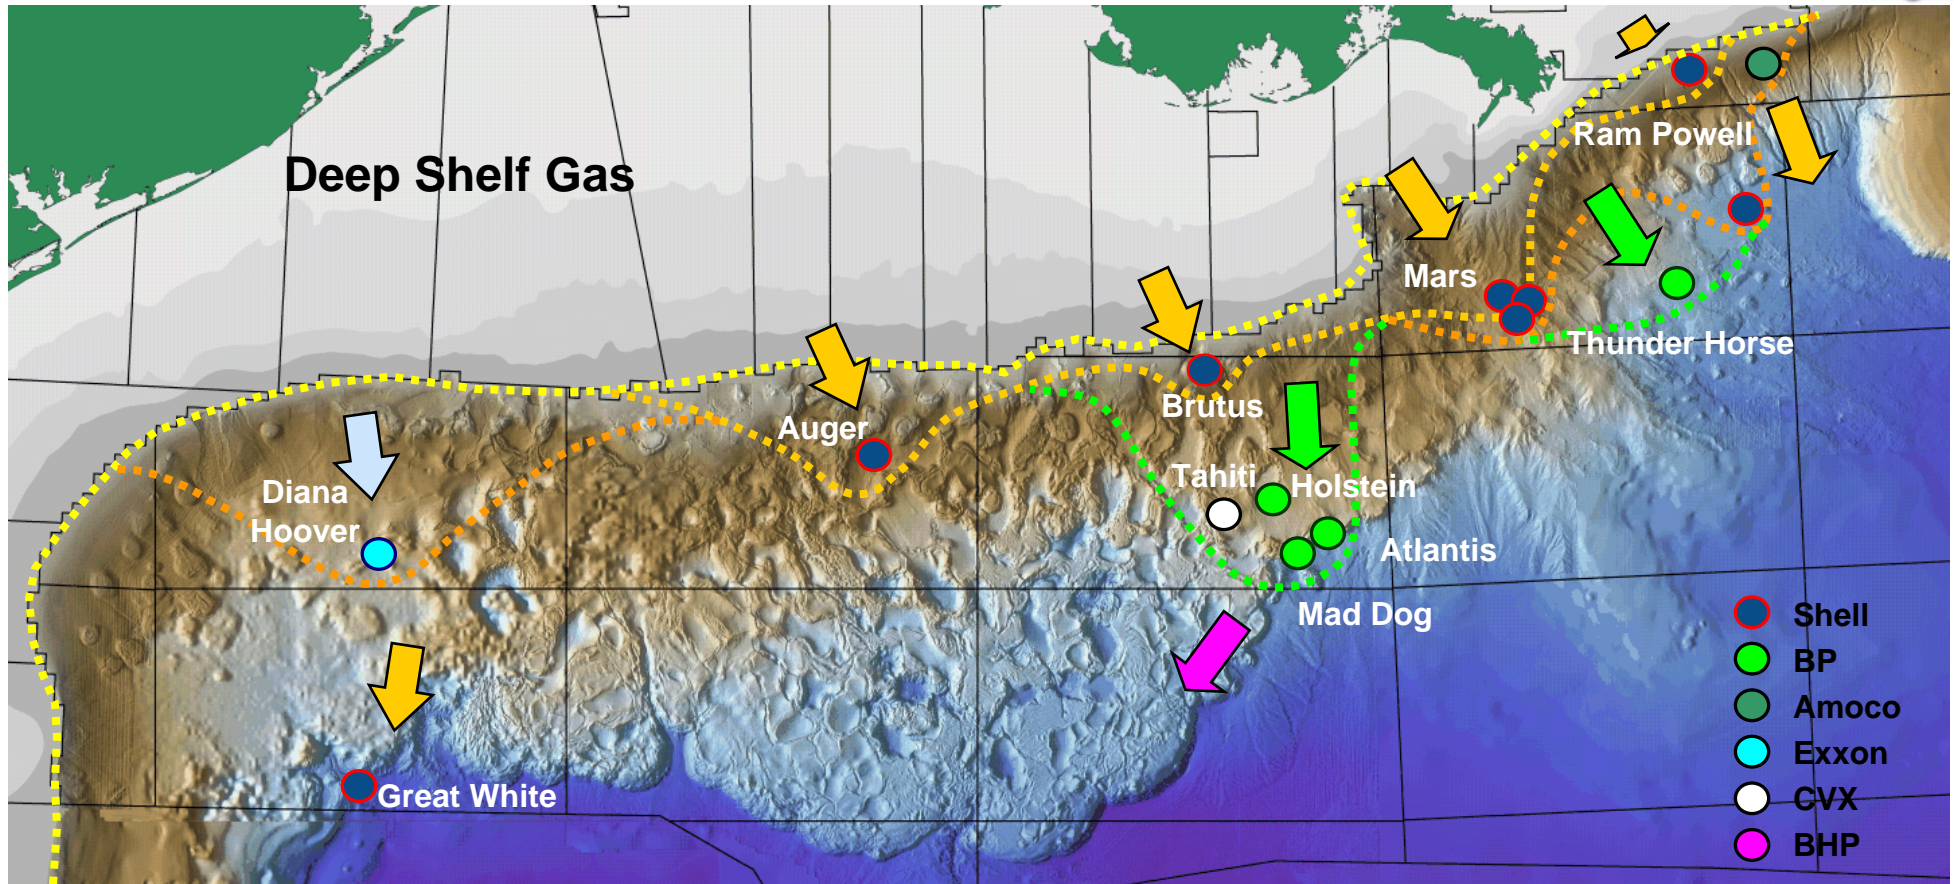 Deep Shelf Gas
Ram Powell
Mars
Thunder Horse
Brutus
Auger
Tahiti
Holstein
Diana
Hoover
Atlantis
Mad Dog
Great White
Shell
BP
Amoco
Exxon
CVX
BHP